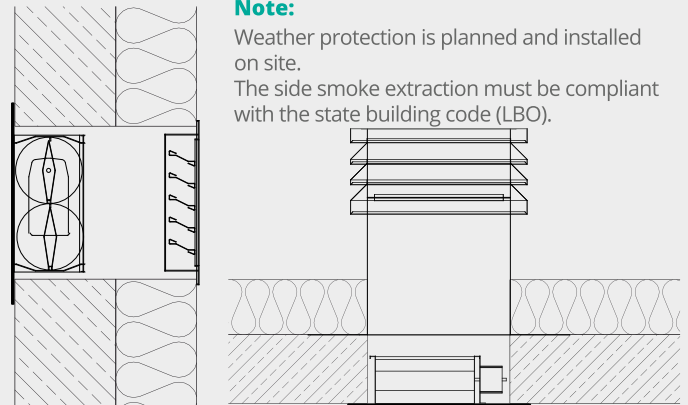 Note:
Weather protection is planned and installed
on site.
The side smoke extraction must be compliant
with the state building code (LBO).